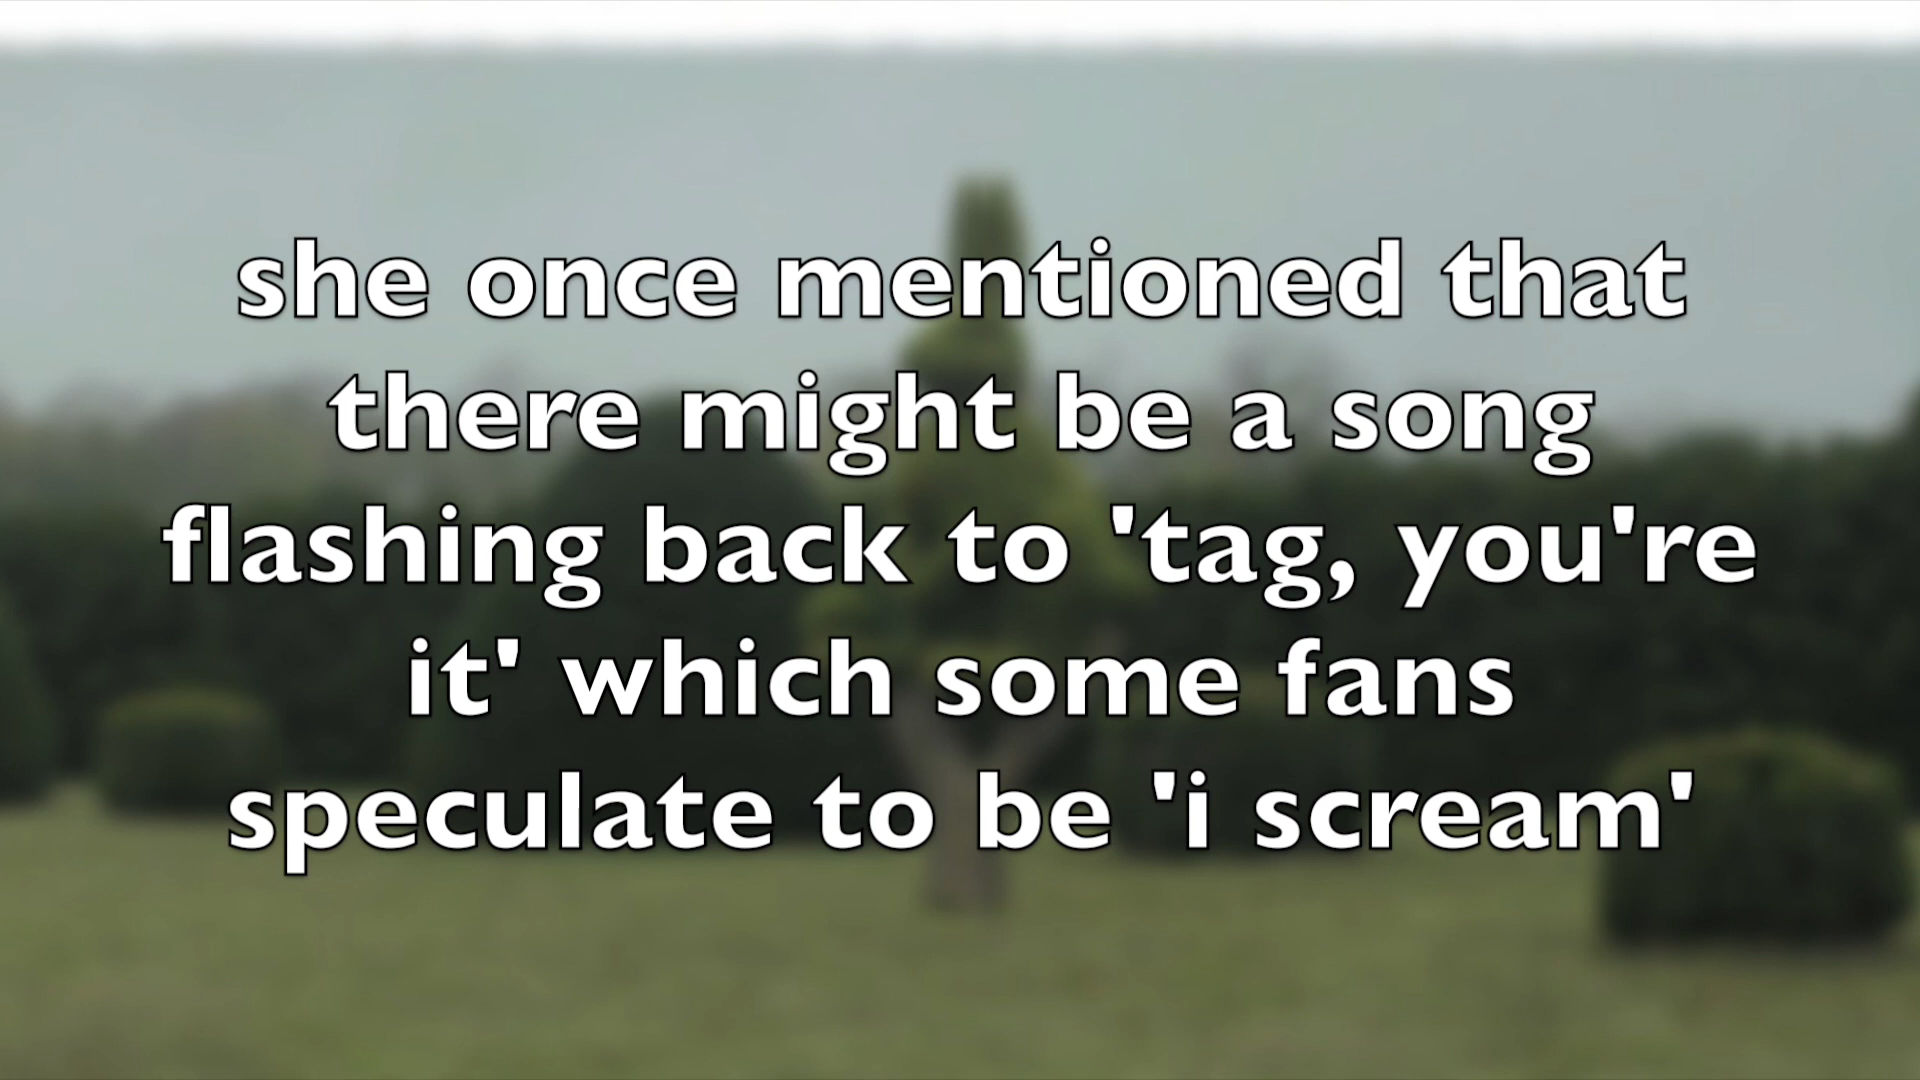 she once mentioned that
there might be a song
flashing back to 'tag, you're
it' which some fans
speculate to be 'i scream'